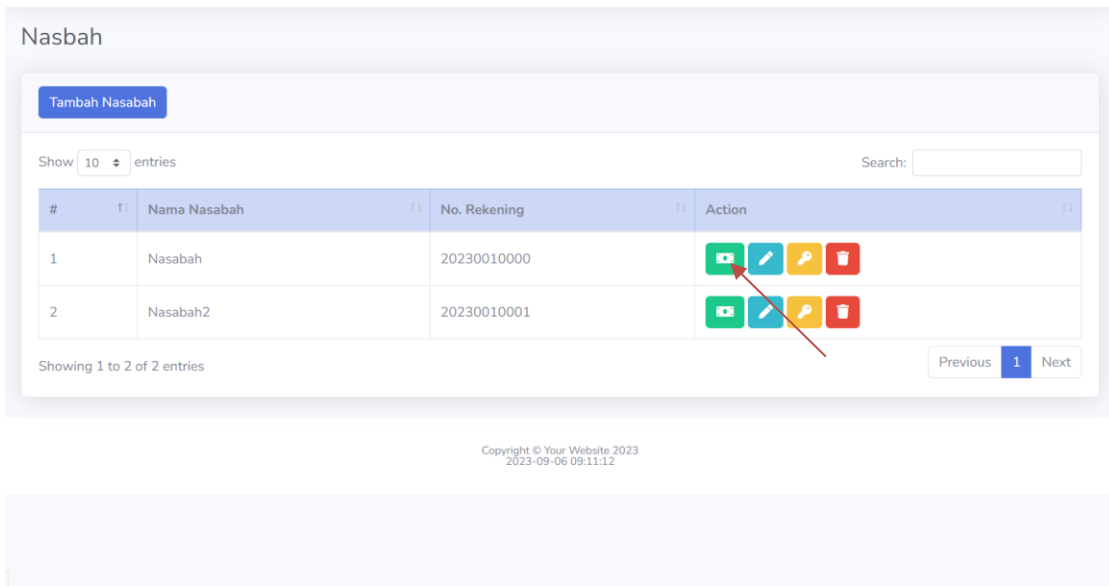 Nasbah
Tambah Nasabah
Show 10 entries Search:
# Nama Nasabah No. Rekening Action
1 Nasabah 20230010000
2 Nasabah2 20230010001
Showing 1 to 2 of 2 entries Previous 1 Next
Copyright © Your Website 2023
2023-09-06 09:11:12